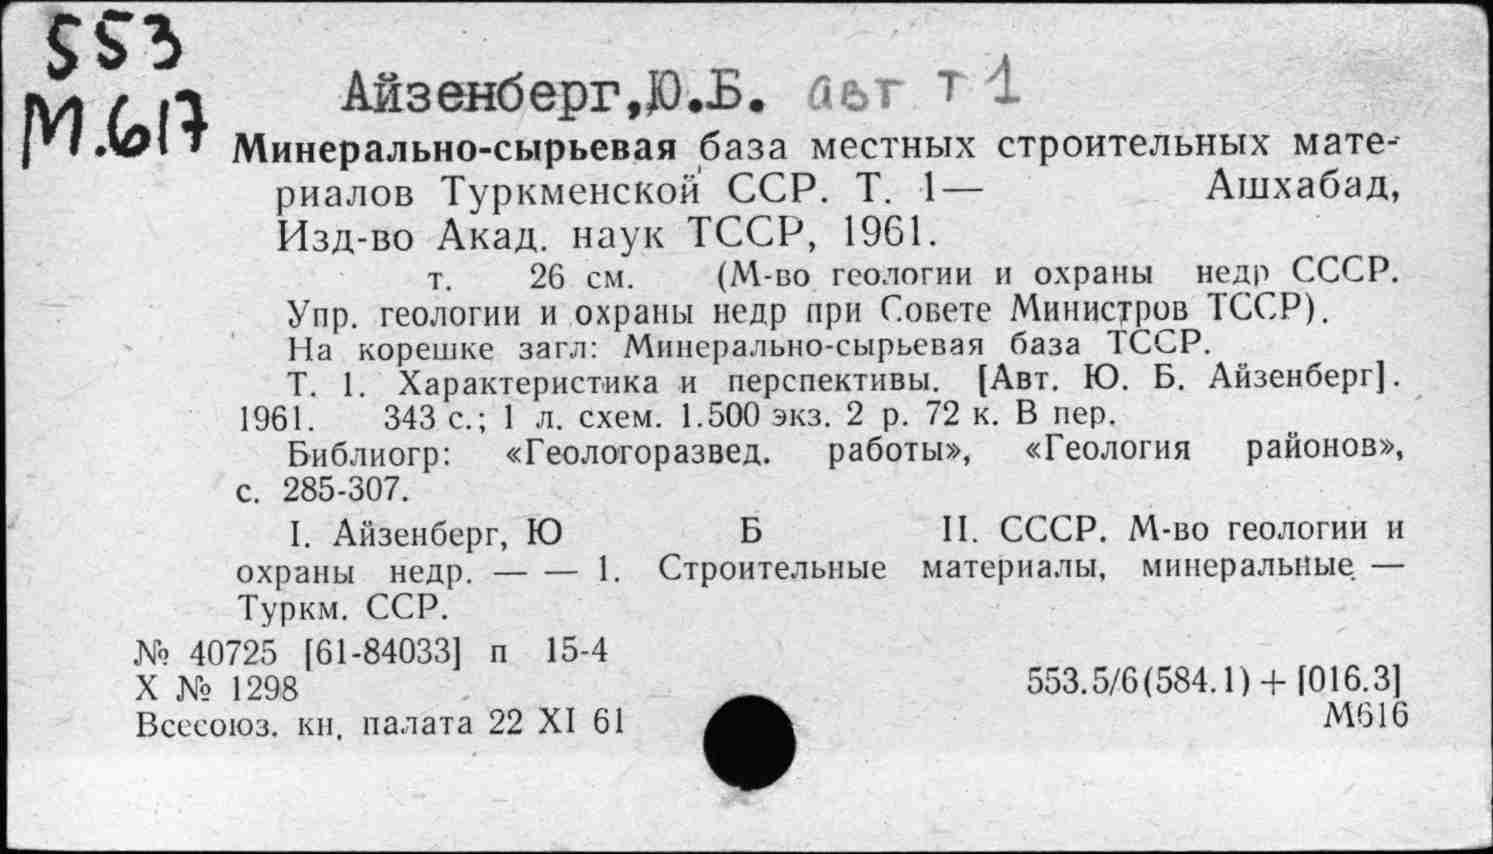 553
М.617
Айзенберг,Ю.Б. авт т 1
Минерально-сырьевая база местных строительных мате-
риалов Туркменской ССР. Т. 1— Ашхабад,
Изд-во Акад. наук ТССР, 1961.
т. 26 см. (М-во геологии и охраны недр СССР.
Упр. геологии и охраны недр при Совете Министров ТССР).
На корешке загл: Минерально-сырьевая база ТССР.
Т. 1. Характеристика и перспективы. [Авт. Ю. Б. Айзенберг].
1961. 343 с.; 1 л. схем. 1.500 экз. 2 р. 72 к. В пер.
Библиогр: «Геологоразвед. работы», «Геология районов»,
с. 285-307.
I. Айзенберг, Ю Б II. СССР. М-во геологии и
охраны недр. — — 1. Строительные материалы, минеральные —
Туркм. ССР.
№ 40725 [61-84033] п 15-4
X № 1298
553.5/6(584.1) + [016.3]
Всесоюз. кн. палата 22 XI 61
М616